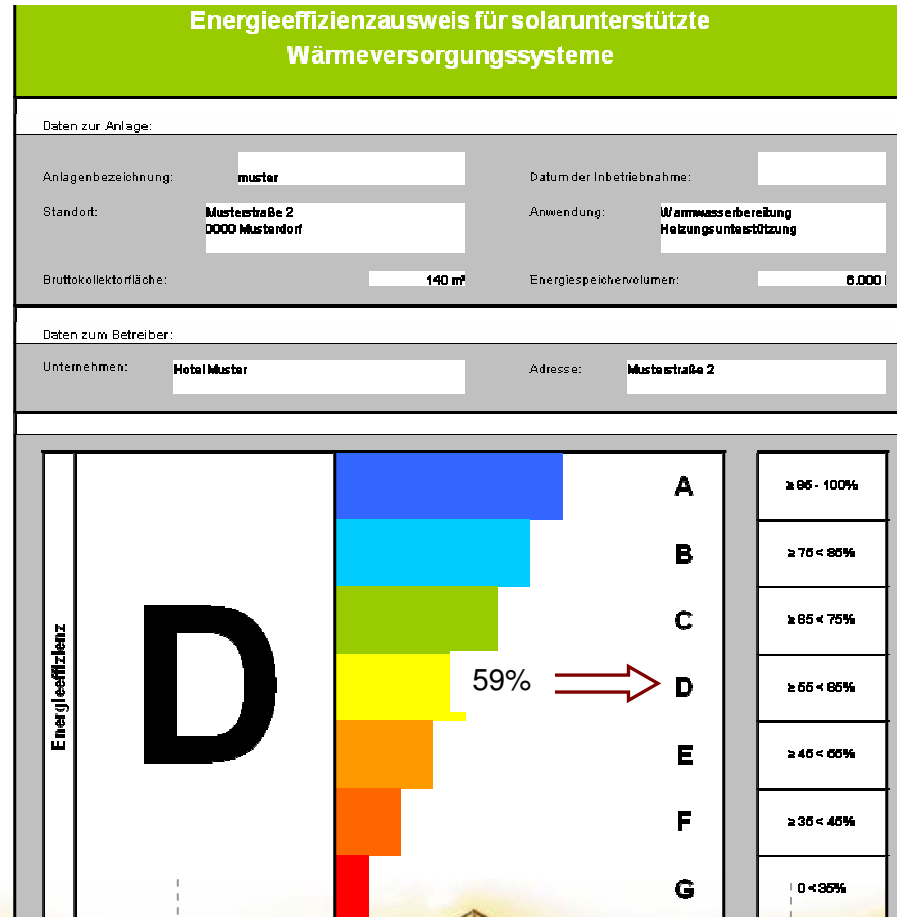 Energieeffizienzausweis für solarunterstützte
Wärmeversorgungssysteme
Daten zur Anlage:
Anlagenbezeichnung: muster Datum der Inbetriebnahme:
Standort: Musterstraße 2 Anwendung: Warmwasserbereitung
0000 Musterdorf Heizungsunterstützung
Bruttokollektorfläche: 140 m² Energiespeichervolumen: 6.000 l
Daten zum Betreiber:
Unternehmen: Hotel Muster Adresse: Musterstraße 2
A ≥ 85 - 100%
B ≥ 75 < 85%
C ≥ 65 < 75%
Energieeffizienz
D
59% D ≥ 55 < 65%
E ≥ 45 < 55%
F ≥ 35 < 45%
G 0 < 35%